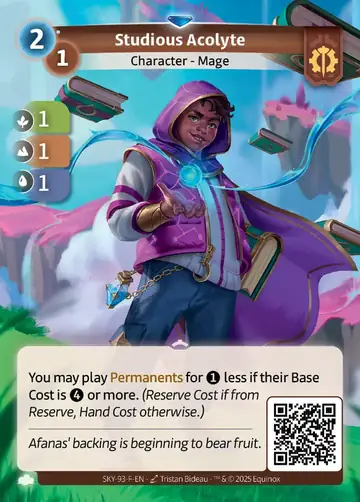 2
Studious Acolyte
1
Character - Mage
1
1
1
You may play Permanents for 1 less if their Base
Cost is 4 or more. (Reserve Cost if from
Reserve, Hand Cost otherwise.)
Afanas' backing is beginning to bear fruit.
SKY-93-F-EN - Tristan Bideau - ™ & © 2025 Equinox